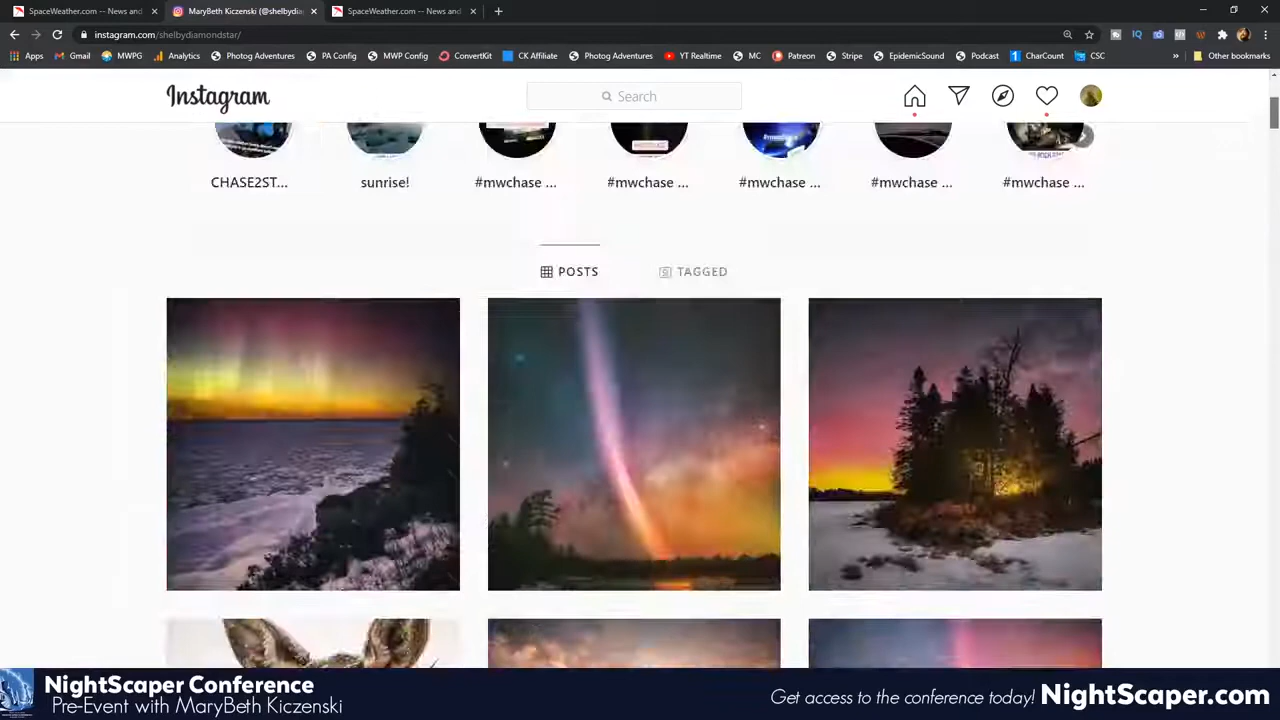 SpaceWeather.com -- News and
MaryBeth Kiczenski (@shelbydiam
SpaceWeather.com -- News and
instagram.com/shelbydiamondstar/
Apps Gmail MWPG Photog Adventures Analytics PA Config MWP Config ConvertKit CK Affiliate Photog Adventures YT Realtime MC Patreon Stripe EpidemicSound Podcast CharCount CSC » Other bookmarks
Instagram
Search
CHASE2ST... sunrise! #mwchase ... #mwchase ... #mwchase ... #mwchase ... #mwchase ...
POSTS TAGGED
NightScaper Conference
Pre-Event with MaryBeth Kiczenski
Get access to the conference today! NightScaper.com